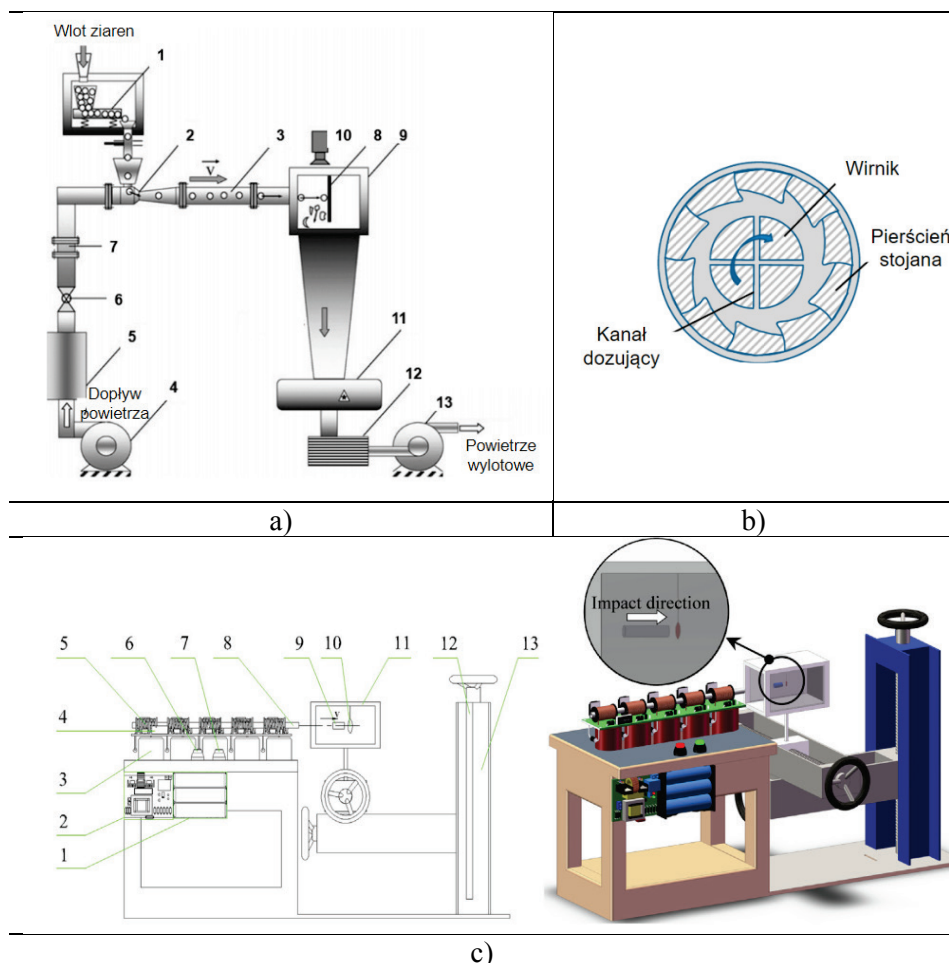 Wlot ziaren
1
2
3
10
8
9
v
7
6
5
Dopływ
powietrza
4
11
12
13
Powietrze
wylotowe
a)
Wirnik
Pierścień
stojana
Kanał
dozujący
b)
5
6
7
8
9
10
11
12
13
4
v
3
2
1
Impact direction
c)